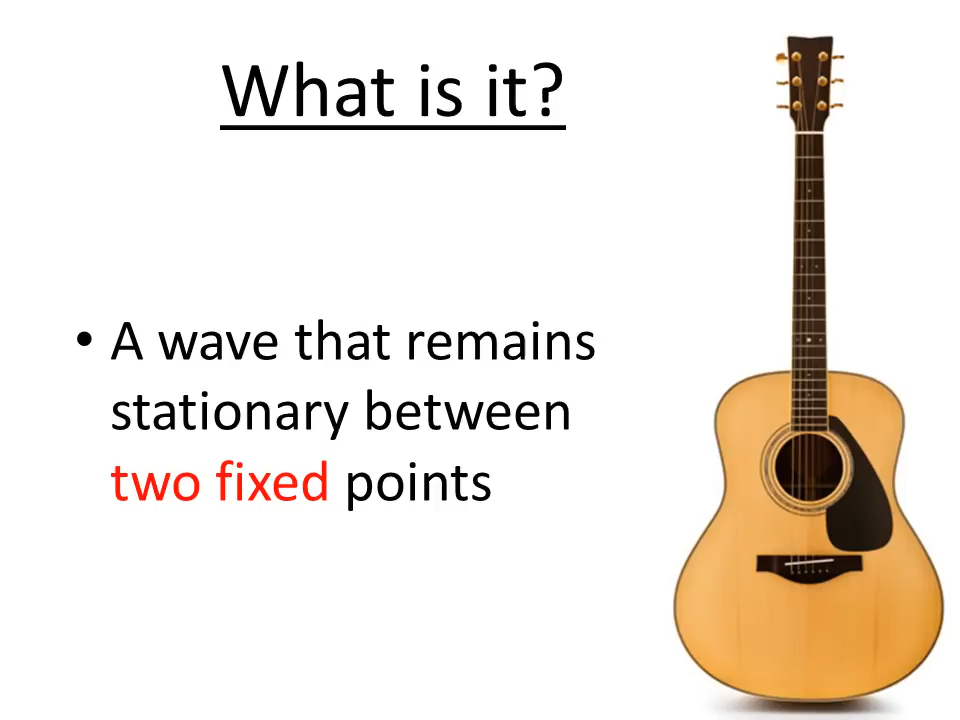 What is it?
• A wave that remains
stationary between
two fixed points